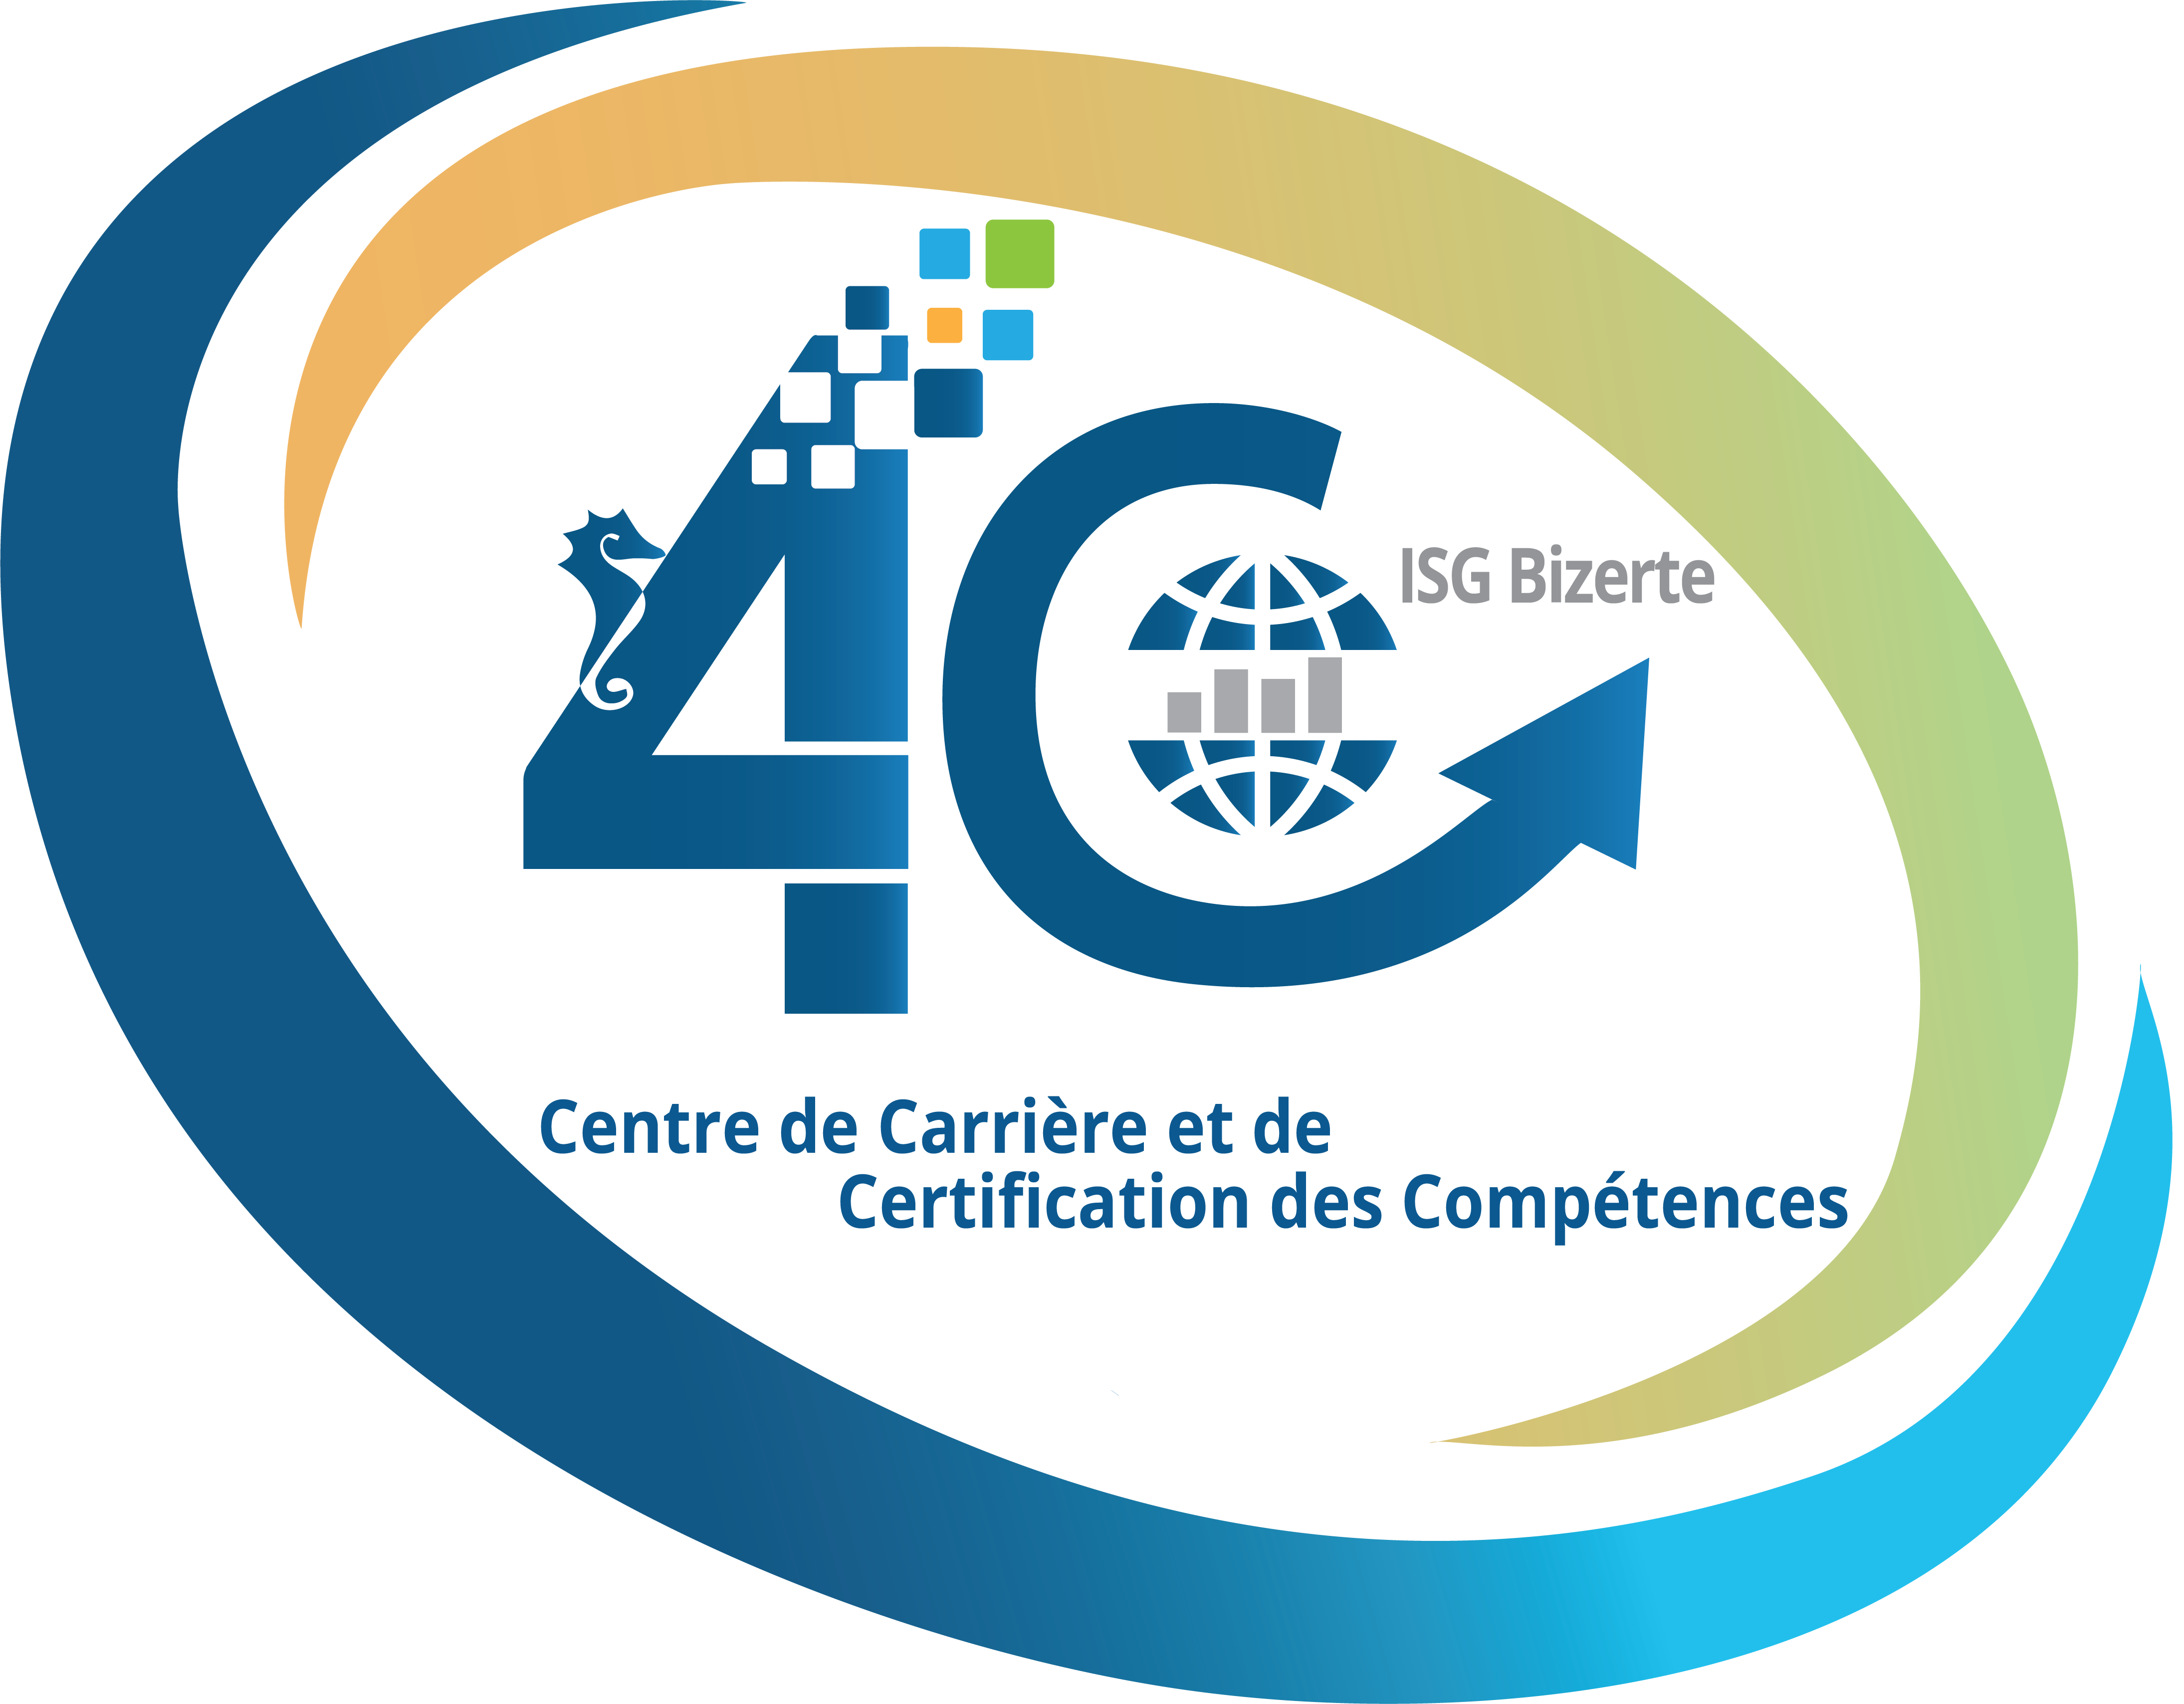 4C
ISG Bizerte
Centre de Carrière et de
Certification des Compétences